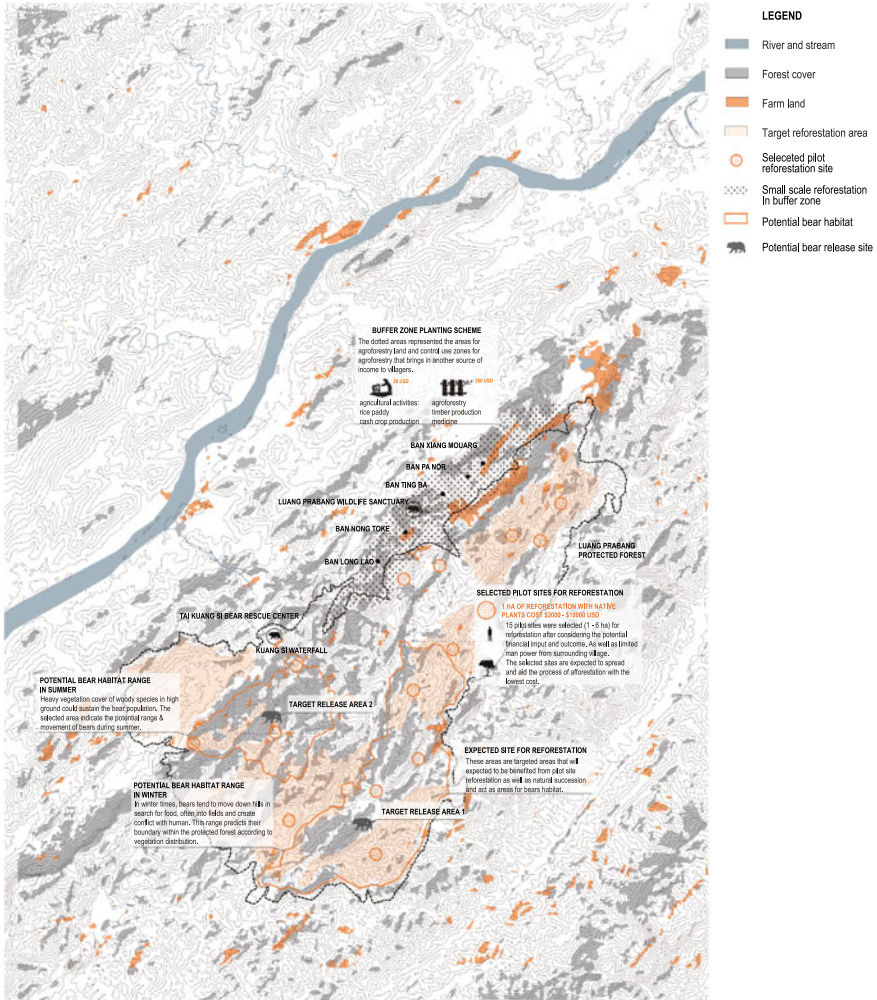 LEGEND
River and stream
Forest cover
Farm land
Target reforestation area
Seleceted pilot
reforestation site
Small scale reforestation
In buffer zone
Potential bear habitat
Potential bear release site
BUFFER ZONE PLANTING SCHEME
The dotted areas represented the areas for
agroforestry land and control use zones for
agroforestry that brings in another source of
income to villagers.
agricultural activities:
rice paddy
cash crop production
agroforestry
timber production
medicine
BAN XIANG MOUARG
BAN PA NOR
BAN TING BA
LUANG PRABANG WILDLIFE SANCTUARY
BAN NONG TOKE
BAN LONG LAO
LUANG PRABANG
PROTECTED FOREST
SELECTED PILOT SITES FOR REFORESTATION
1 HA OF REFORESTATION WITH NATIVE
PLANTS COST $2000 - $10000 USD
15 pilot sites were selected (1 - 6 ha) for
reforestation after considering the potential
financial imput and outcome. As well as limited
man power from surrounding village.
The selected sites are expected to spread
and aid the process of afforestation with the
lowest cost.
TAI KUANG SI BEAR RESCUE CENTER
KUANG SI WATERFALL
POTENTIAL BEAR HABITAT RANGE
IN SUMMER
Heavy vegetation cover of woody species in high
ground could sustain the bear population. The
selected area indicate the potential range &
movement of bears during summer.
TARGET RELEASE AREA 2
EXPECTED SITE FOR REFORESTATION
These areas are targeted areas that will
expected to be benefited from pilot site
reforestation as well as natural succession
and act as areas for bears habitat.
POTENTIAL BEAR HABITAT RANGE
IN WINTER
In winter times, bears tend to move down hills in
search for food, often into fields and create
conflict with human. This range predicts their
boundary within the protected forest according to
vegetation distribution.
TARGET RELEASE AREA 1